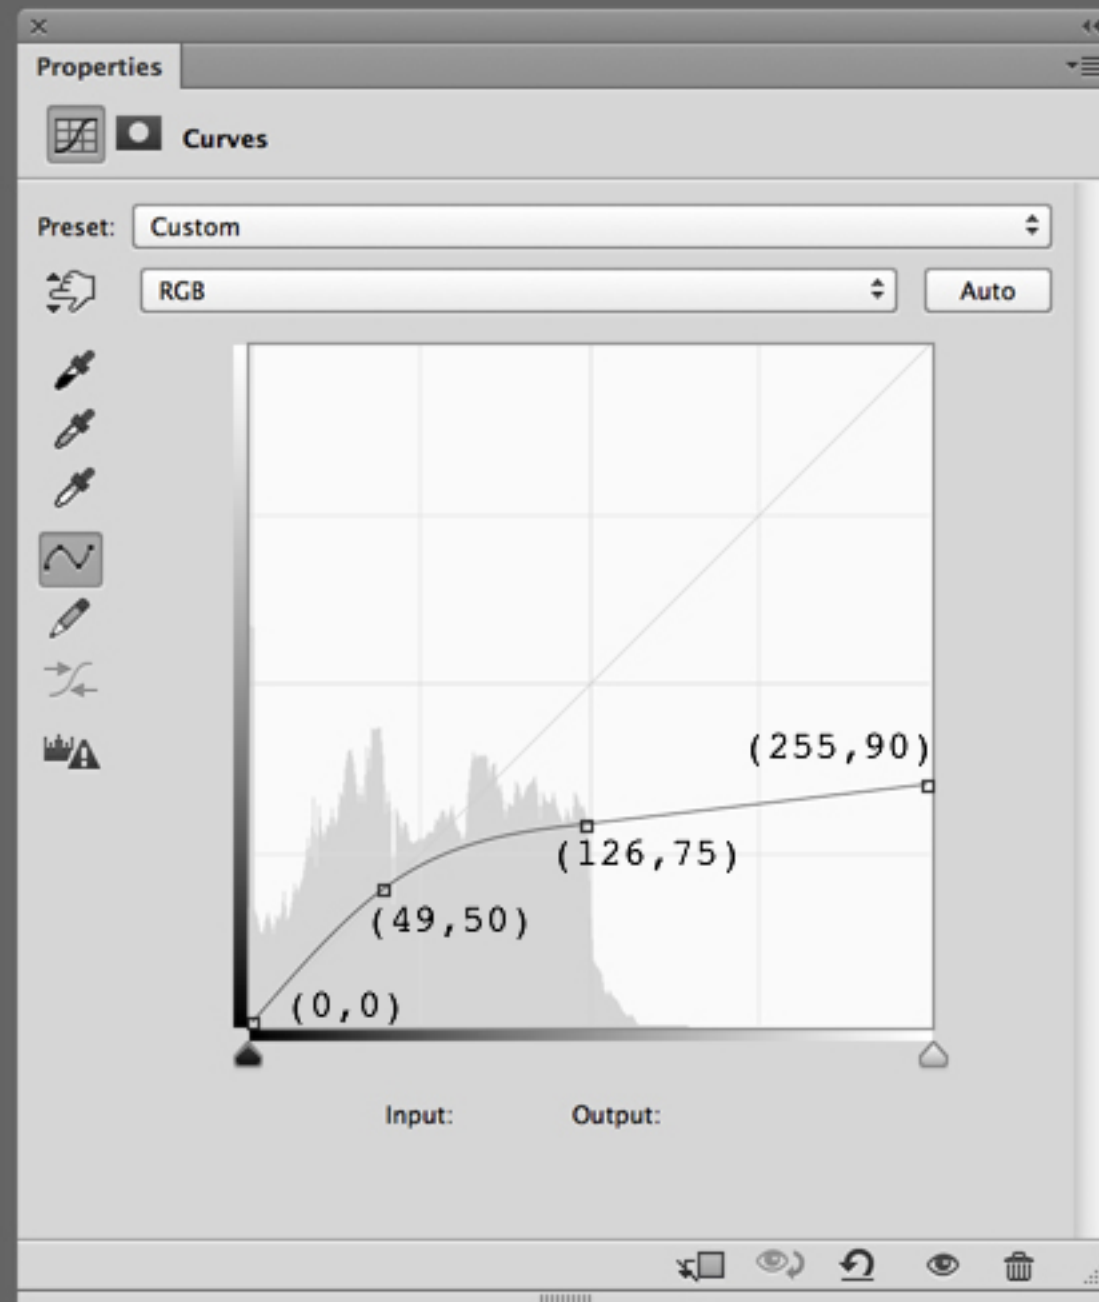 Properties
Curves
Preset: Custom
RGB Auto
(255,90)
(126,75)
(49,50)
(0,0)
Input: Output: